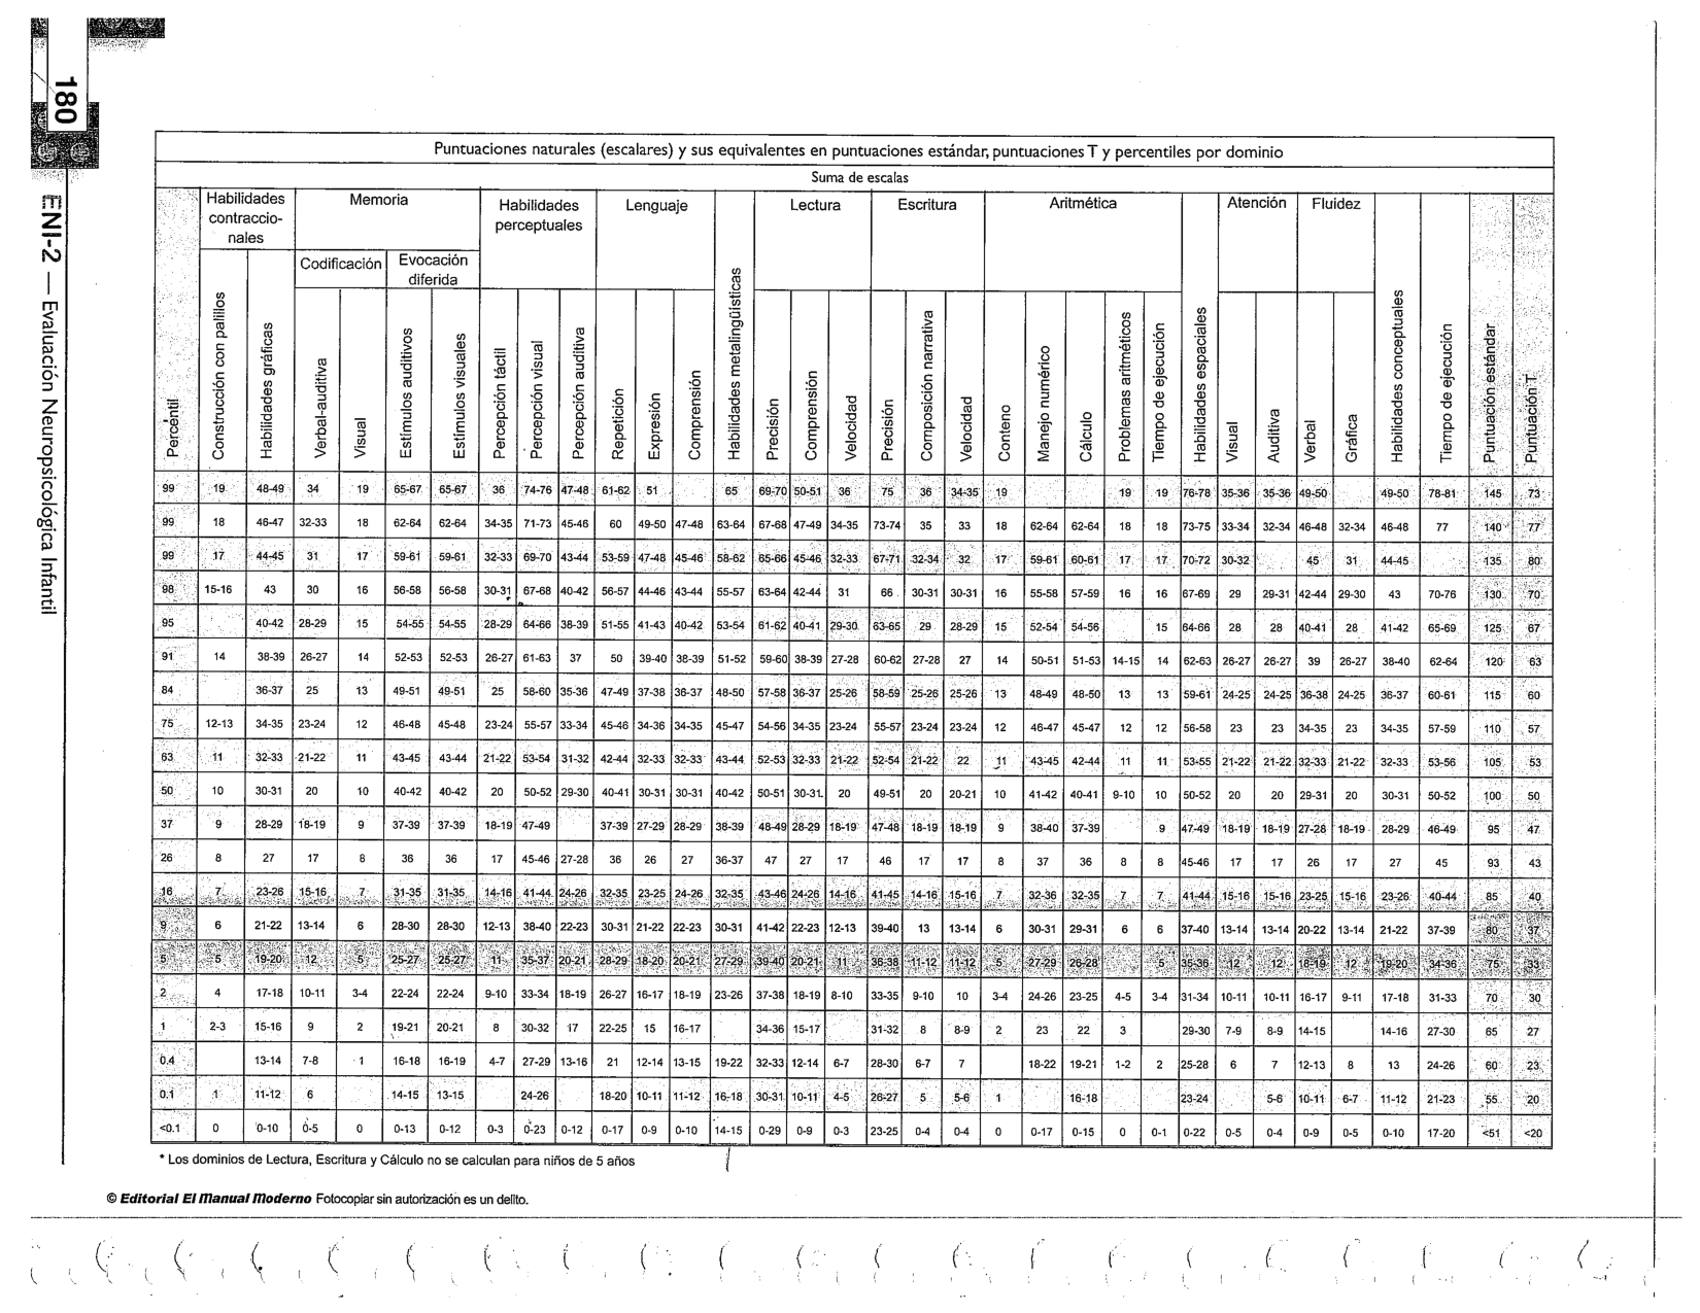 180
ENI-2 — Evaluación Neuropsicológica Infantil
Puntuaciones naturales (escalares) y sus equivalentes en puntuaciones estándar, puntuaciones T y percentiles por dominio
Suma de escalas
Habilidades contraccio-nales Memoria Habilidades perceptuales Lenguaje Lectura Escritura Aritmética Atención Fluidez
Codificación Evocación diferida
Percentil Construcción con palillos Habilidades gráficas Verbal-auditiva Visual Estímulos auditivos Estímulos visuales Percepción táctil Percepción visual Percepción auditiva Repetición Expresión Comprensión Habilidades metalingüísticas Precisión Comprensión Velocidad Precisión Composición narrativa Velocidad Conteno Manejo numérico Cálculo Problemas aritméticos Tiempo de ejecución Habilidades espaciales Visual Auditiva Verbal Gráfica Habilidades conceptuales Tiempo de ejecución Puntuación estándar Puntuación T
99 19 48-49 34 19 65-67 65-67 36 74-76 47-48 61-62 51 65 69-70 50-51 36 75 36 34-35 19 19 19 76-78 35-36 35-36 49-50 49-50 78-81 145 73
99 18 46-47 32-33 18 62-64 62-64 34-35 71-73 45-46 60 49-50 47-48 63-64 67-68 47-49 34-35 73-74 35 33 18 62-64 62-64 18 18 73-75 33-34 32-34 46-48 32-34 46-48 77 140 77
99 17 44-45 31 17 59-61 59-61 32-33 69-70 43-44 53-59 47-48 45-46 58-62 65-66 45-46 32-33 67-71 32-34 32 17 59-61 60-61 17 17 70-72 30-32 45 31 44-45 135 80
98 15-16 43 30 16 56-58 56-58 30-31 67-68 40-42 56-57 44-46 43-44 55-57 63-64 42-44 31 66 30-31 30-31 16 55-58 57-59 16 16 67-69 29 29-31 42-44 29-30 43 70-76 130 70
95 40-42 28-29 15 54-55 54-55 28-29 64-66 38-39 51-55 41-43 40-42 53-54 61-62 40-41 29-30 63-65 29 28-29 15 52-54 54-56 15 64-66 28 28 40-41 28 41-42 65-69 125 67
91 14 38-39 26-27 14 52-53 52-53 26-27 61-63 37 50 39-40 38-39 51-52 59-60 38-39 27-28 60-62 27-28 27 14 50-51 51-53 14-15 14 62-63 26-27 26-27 39 26-27 38-40 62-64 120 63
84 36-37 25 13 49-51 49-51 25 58-60 35-36 47-49 37-38 36-37 48-50 57-58 36-37 25-26 58-59 25-26 25-26 13 48-49 48-50 13 13 59-61 24-25 24-25 36-38 24-25 36-37 60-61 115 60
75 12-13 34-35 23-24 12 46-48 45-48 23-24 55-57 33-34 45-46 34-36 34-35 45-47 54-56 34-35 23-24 55-57 23-24 23-24 12 46-47 45-47 12 12 56-58 23 23 34-35 23 34-35 57-59 110 57
63 11 32-33 21-22 11 43-45 43-44 21-22 53-54 31-32 42-44 32-33 32-33 43-44 52-53 32-33 21-22 52-54 21-22 22 11 43-45 42-44 11 11 53-55 21-22 21-22 32-33 21-22 32-33 53-56 105 53
50 10 30-31 20 10 40-42 40-42 20 50-52 29-30 40-41 30-31 30-31 40-42 50-51 30-31 20 49-51 20 20-21 10 41-42 40-41 9-10 10 50-52 20 20 29-31 20 30-31 50-52 100 50
37 9 28-29 18-19 9 37-39 37-39 18-19 47-49 37-39 27-29 28-29 38-39 48-49 28-29 18-19 47-48 18-19 18-19 9 38-40 37-39 9 47-49 18-19 18-19 27-28 18-19 28-29 46-49 95 47
26 8 27 17 8 36 36 17 45-46 27-28 36 26 27 36-37 47 27 17 46 17 17 8 37 36 8 8 45-46 17 17 26 17 27 45 93 43
16 7 23-26 15-16 7 31-35 31-35 14-16 41-44 24-26 32-35 23-25 24-26 32-35 43-46 24-26 14-16 41-45 14-16 15-16 7 32-36 32-35 7 7 41-44 15-16 15-16 23-25 15-16 23-26 40-44 85 40
9 6 21-22 13-14 6 28-30 28-30 12-13 38-40 22-23 30-31 21-22 22-23 30-31 41-42 22-23 12-13 39-40 13 13-14 6 30-31 29-31 6 6 37-40 13-14 13-14 20-22 13-14 21-22 37-39 80 37
5 5 19-20 12 5 25-27 25-27 11 35-37 20-21 28-29 18-20 20-21 27-29 39-40 20-21 11 36-38 11-12 11-12 5 27-29 26-28 5 35-36 12 12 18-19 12 19-20 34-36 75 33
2 4 17-18 10-11 3-4 22-24 22-24 9-10 33-34 18-19 26-27 16-17 18-19 23-26 37-38 18-19 8-10 33-35 9-10 10 3-4 24-26 23-25 4-5 3-4 31-34 10-11 10-11 16-17 9-11 17-18 31-33 70 30
1 2-3 15-16 9 2 19-21 20-21 8 30-32 17 22-25 15 16-17 34-36 15-17 31-32 8 8-9 2 23 22 3 29-30 7-9 8-9 14-15 14-16 27-30 65 27
0.4 13-14 7-8 1 16-18 16-19 4-7 27-29 13-16 21 12-14 13-15 19-22 32-33 12-14 6-7 28-30 6-7 7 18-22 19-21 1-2 2 25-28 6 7 12-13 8 13 24-26 60 23
0.1 1 11-12 6 14-15 13-15 24-26 18-20 10-11 11-12 16-18 30-31 10-11 4-5 26-27 5 5-6 1 16-18 23-24 5-6 10-11 6-7 11-12 21-23 55 20
<0.1 0 0-10 0-5 0 0-13 0-12 0-3 0-23 0-12 0-17 0-9 0-10 14-15 0-29 0-9 0-3 23-25 0-4 0-4 0 0-17 0-15 0 0-1 0-22 0-5 0-4 0-9 0-5 0-10 17-20 <51 <20
* Los dominios de Lectura, Escritura y Cálculo no se calculan para niños de 5 años
© Editorial El Manual Moderno Fotocopiar sin autorización es un delito.